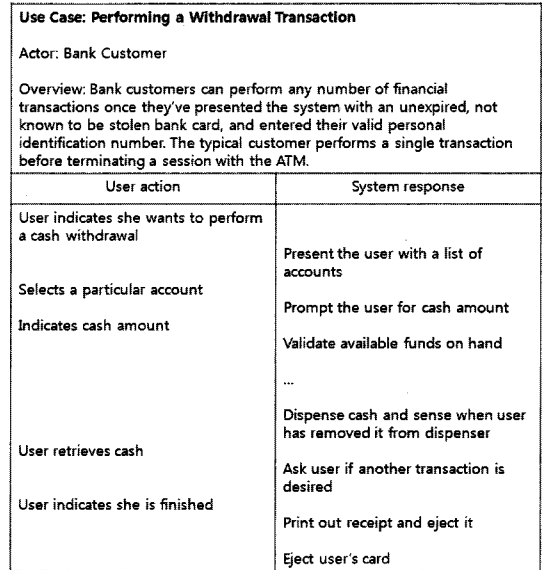 Use Case: Performing a Withdrawal Transaction
Actor: Bank Customer
Overview: Bank customers can perform any number of financial
transactions once they've presented the system with an unexpired, not
known to be stolen bank card, and entered their valid personal
identification number. The typical customer performs a single transaction
before terminating a session with the ATM.
User action
System response
User indicates she wants to perform
a cash withdrawal
Present the user with a list of
accounts
Selects a particular account
Prompt the user for cash amount
Indicates cash amount
Validate available funds on hand
...
Dispense cash and sense when user
has removed it from dispenser
User retrieves cash
Ask user if another transaction is
desired
User indicates she is finished
Print out receipt and eject it
Eject user's card